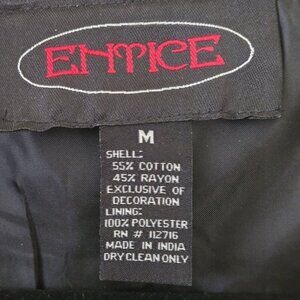 ENTICE
M
SHELL:
55% COTTON
45% RAYON
EXCLUSIVE OF
DECORATION
LINING:
100% POLYESTER
RN # 112716
MADE IN INDIA
DRY CLEAN ONLY